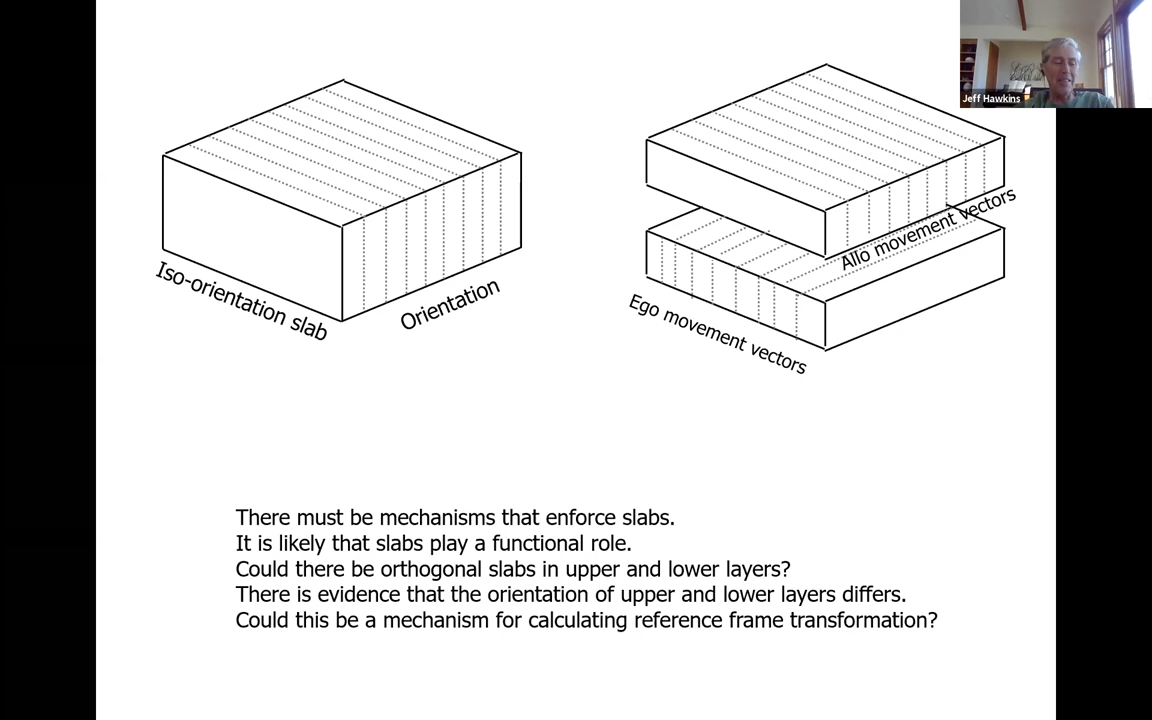 Jeff Hawkins
Iso-orientation slab
Orientation
Allo movement vectors
Ego movement vectors
There must be mechanisms that enforce slabs.
It is likely that slabs play a functional role.
Could there be orthogonal slabs in upper and lower layers?
There is evidence that the orientation of upper and lower layers differs.
Could this be a mechanism for calculating reference frame transformation?